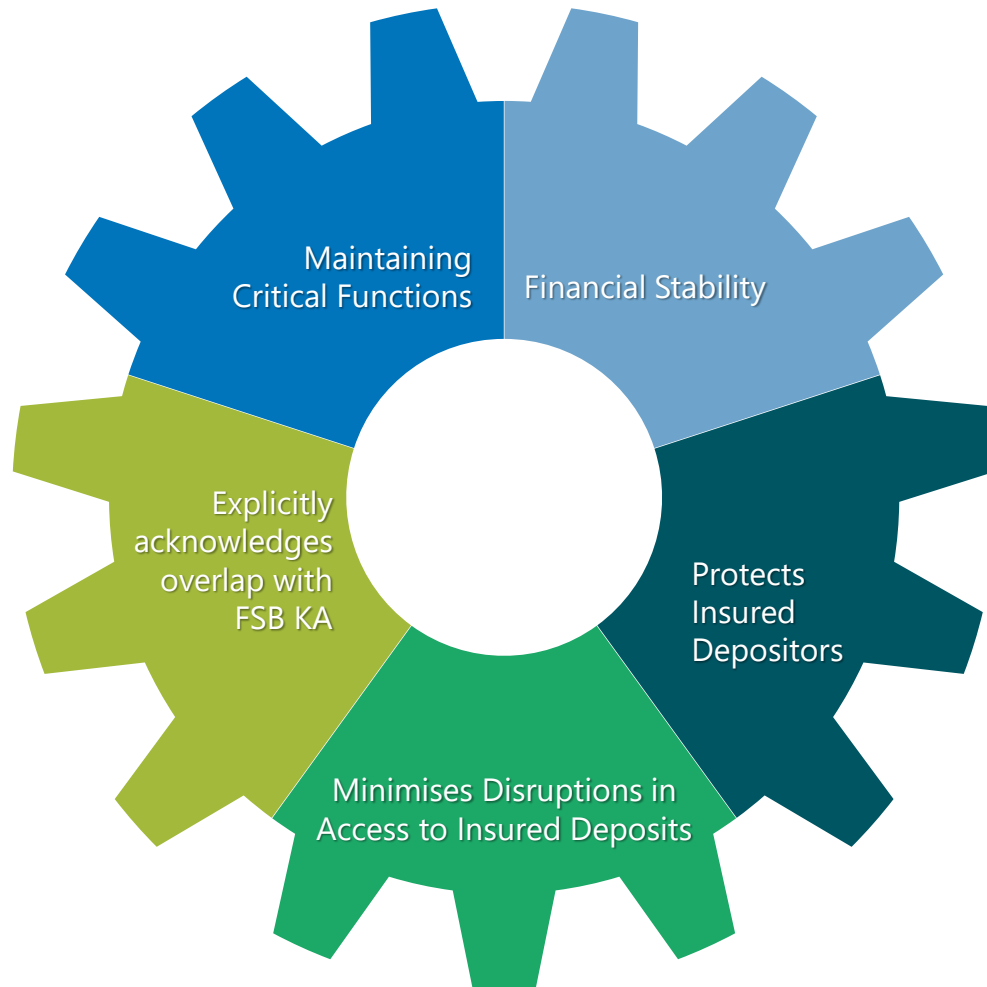 Maintaining
Critical Functions
Financial Stability
Explicitly
acknowledges
overlap with
FSB KA
Protects
Insured
Depositors
Minimises Disruptions in
Access to Insured Deposits